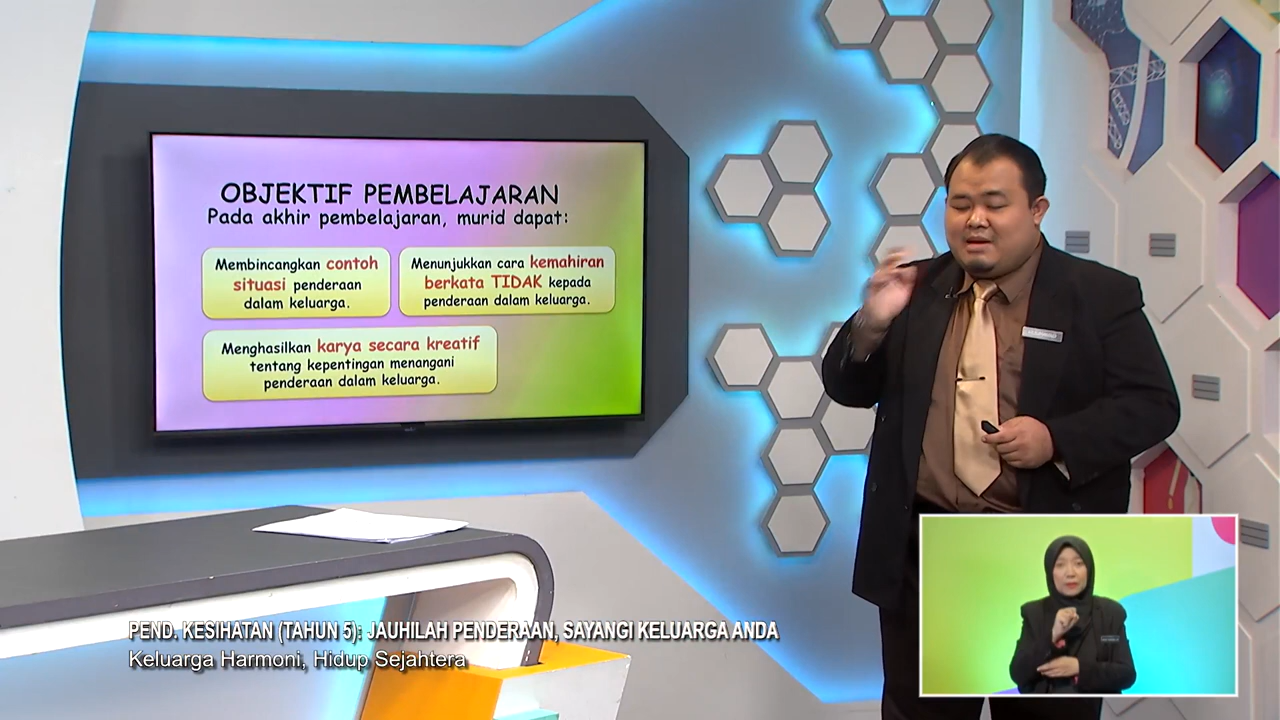 OBJEKTIF PEMBELAJARAN
Pada akhir pembelajaran, murid dapat:
Membincangkan contoh
situasi penderaan
dalam keluarga.
Menunjukkan cara kemahiran
berkata TIDAK kepada
penderaan dalam keluarga.
Menghasilkan karya secara kreatif
tentang kepentingan menangani
penderaan dalam keluarga.
PEND. KESIHATAN (TAHUN 5): JAUHILAH PENDERAAN, SAYANGI KELUARGA ANDA
Keluarga Harmoni, Hidup Sejahtera